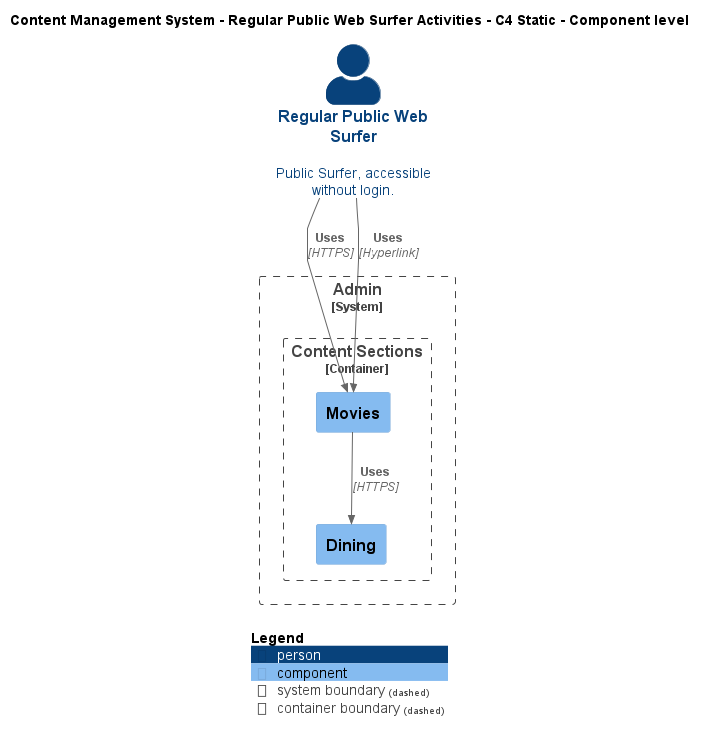 Content Management System - Regular Public Web Surfer Activities - C4 Static - Component level
Regular Public Web
Surfer
Public Surfer, accessible
without login.
Uses
[HTTPS]
Uses
[Hyperlink]
Admin
[System]
Content Sections
[Container]
Movies
Uses
[HTTPS]
Dining
Legend
person
component
system boundary (dashed)
container boundary (dashed)